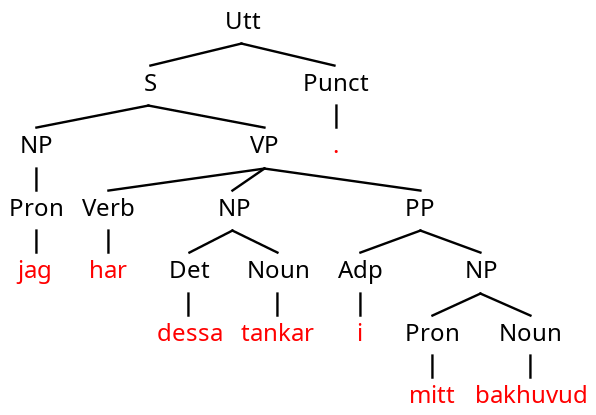 Utt
S Punct
NP VP .
Pron Verb NP PP
jag har Det Noun Adp NP
dessa tankar i Pron Noun
mitt bakhuvud